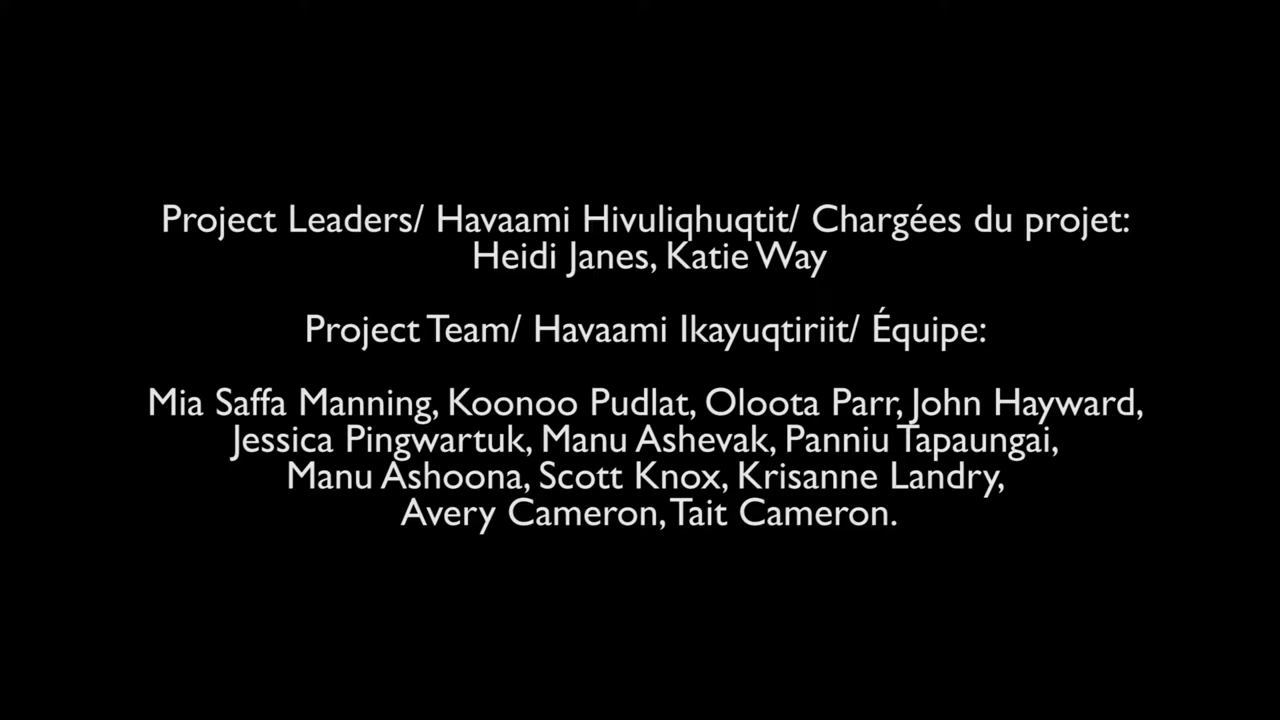 Project Leaders/ Havaami Hivuliqhuqtit/ Chargées du projet:
Heidi Janes, Katie Way
Project Team/ Havaami Ikayuqtiriit/ Équipe:
Mia Saffa Manning, Koonoo Pudlat, Oloota Parr, John Hayward,
Jessica Pingwartuk, Manu Ashevak, Panniu Tapaungai,
Manu Ashoona, Scott Knox, Krisanne Landry,
Avery Cameron, Tait Cameron.